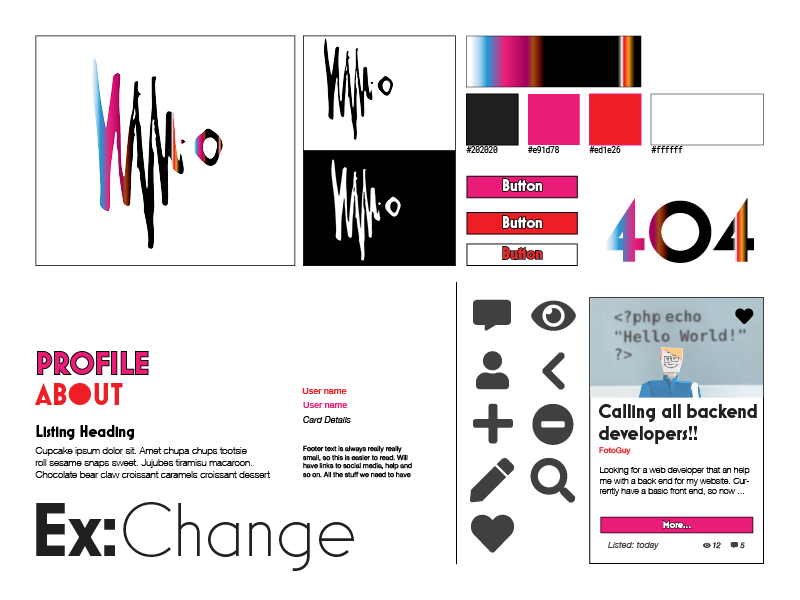 #202020
#e91d78
#ed1e26
#ffffff
Button
Button
Button
404
PROFILE
ABOUT
Listing Heading
Cupcake ipsum dolor sit. Amet chupa chups tootsie
roll sesame snaps sweet. Jujubes tiramisu macaroon.
Chocolate bear claw croissant caramels croissant dessert
User name
User name
Card Details
Footer text is always really really
small, so this is easier to read. Will
have links to social media, help and
so on. All the stuff we need to have
Ex:Change
<?php echo
"Hello World!"
?>
Calling all backend
developers!!
FotoGuy
Looking for a web developer that an help
me with a back end for my website. Cur-
rently have a basic front end, so now ...
More...
Listed: today
12
5